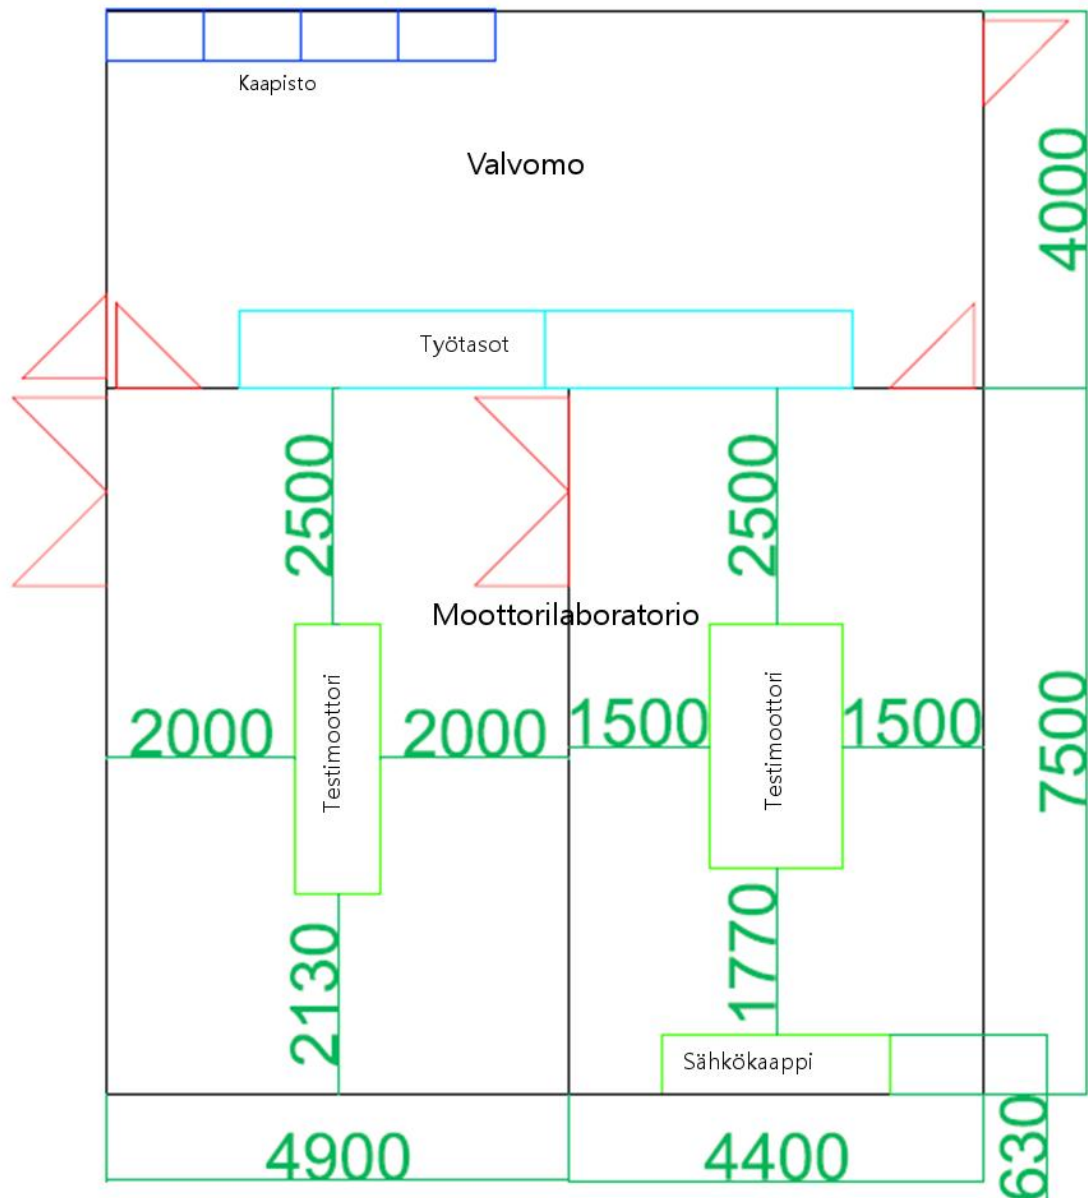 Kaapisto
Valvomo
4000
Työtasot
2500
2500
Moottorilaboratorio
2000
Testimoottori
2000
1500
Testimoottori
1500
7500
2130
1770
Sähkökaappi
630
4900
4400